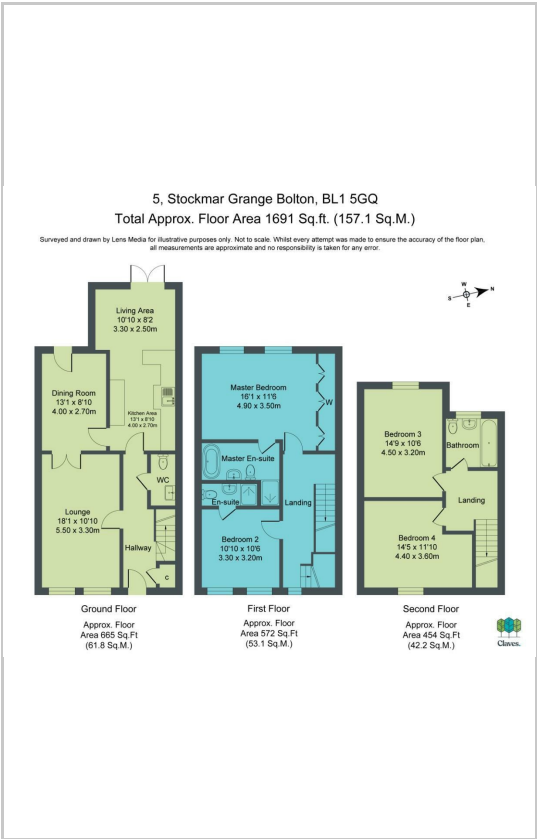 5, Stockmar Grange Bolton, BL1 5GQ
Total Approx. Floor Area 1691 Sq.ft. (157.1 Sq.M.)
Surveyed and drawn by Lens Media for illustrative purposes only. Not to scale. Whilst every attempt was made to ensure the accuracy of the floor plan,
all measurements are approximate and no responsibility is taken for any error.
W
N
S
E
Living Area
10'10 x 8'2
3.30 x 2.50m
Dining Room
13'1 x 8'10
4.00 x 2.70m
Kitchen Area
13'1 x 8'10
4.00 x 2.70m
WC
Lounge
18'1 x 10'10
5.50 x 3.30m
Hallway
C
Ground Floor
Approx. Floor
Area 665 Sq.Ft
(61.8 Sq.M.)
Master Bedroom
16'1 x 11'6
4.90 x 3.50m
W
Master En-suite
En-suite
Landing
Bedroom 2
10'10 x 10'6
3.30 x 3.20m
First Floor
Approx. Floor
Area 572 Sq.Ft
(53.1 Sq.M.)
Bedroom 3
14'9 x 10'6
4.50 x 3.20m
Bathroom
Landing
Bedroom 4
14'5 x 11'10
4.40 x 3.60m
Second Floor
Approx. Floor
Area 454 Sq.Ft
(42.2 Sq.M.)
Claves.